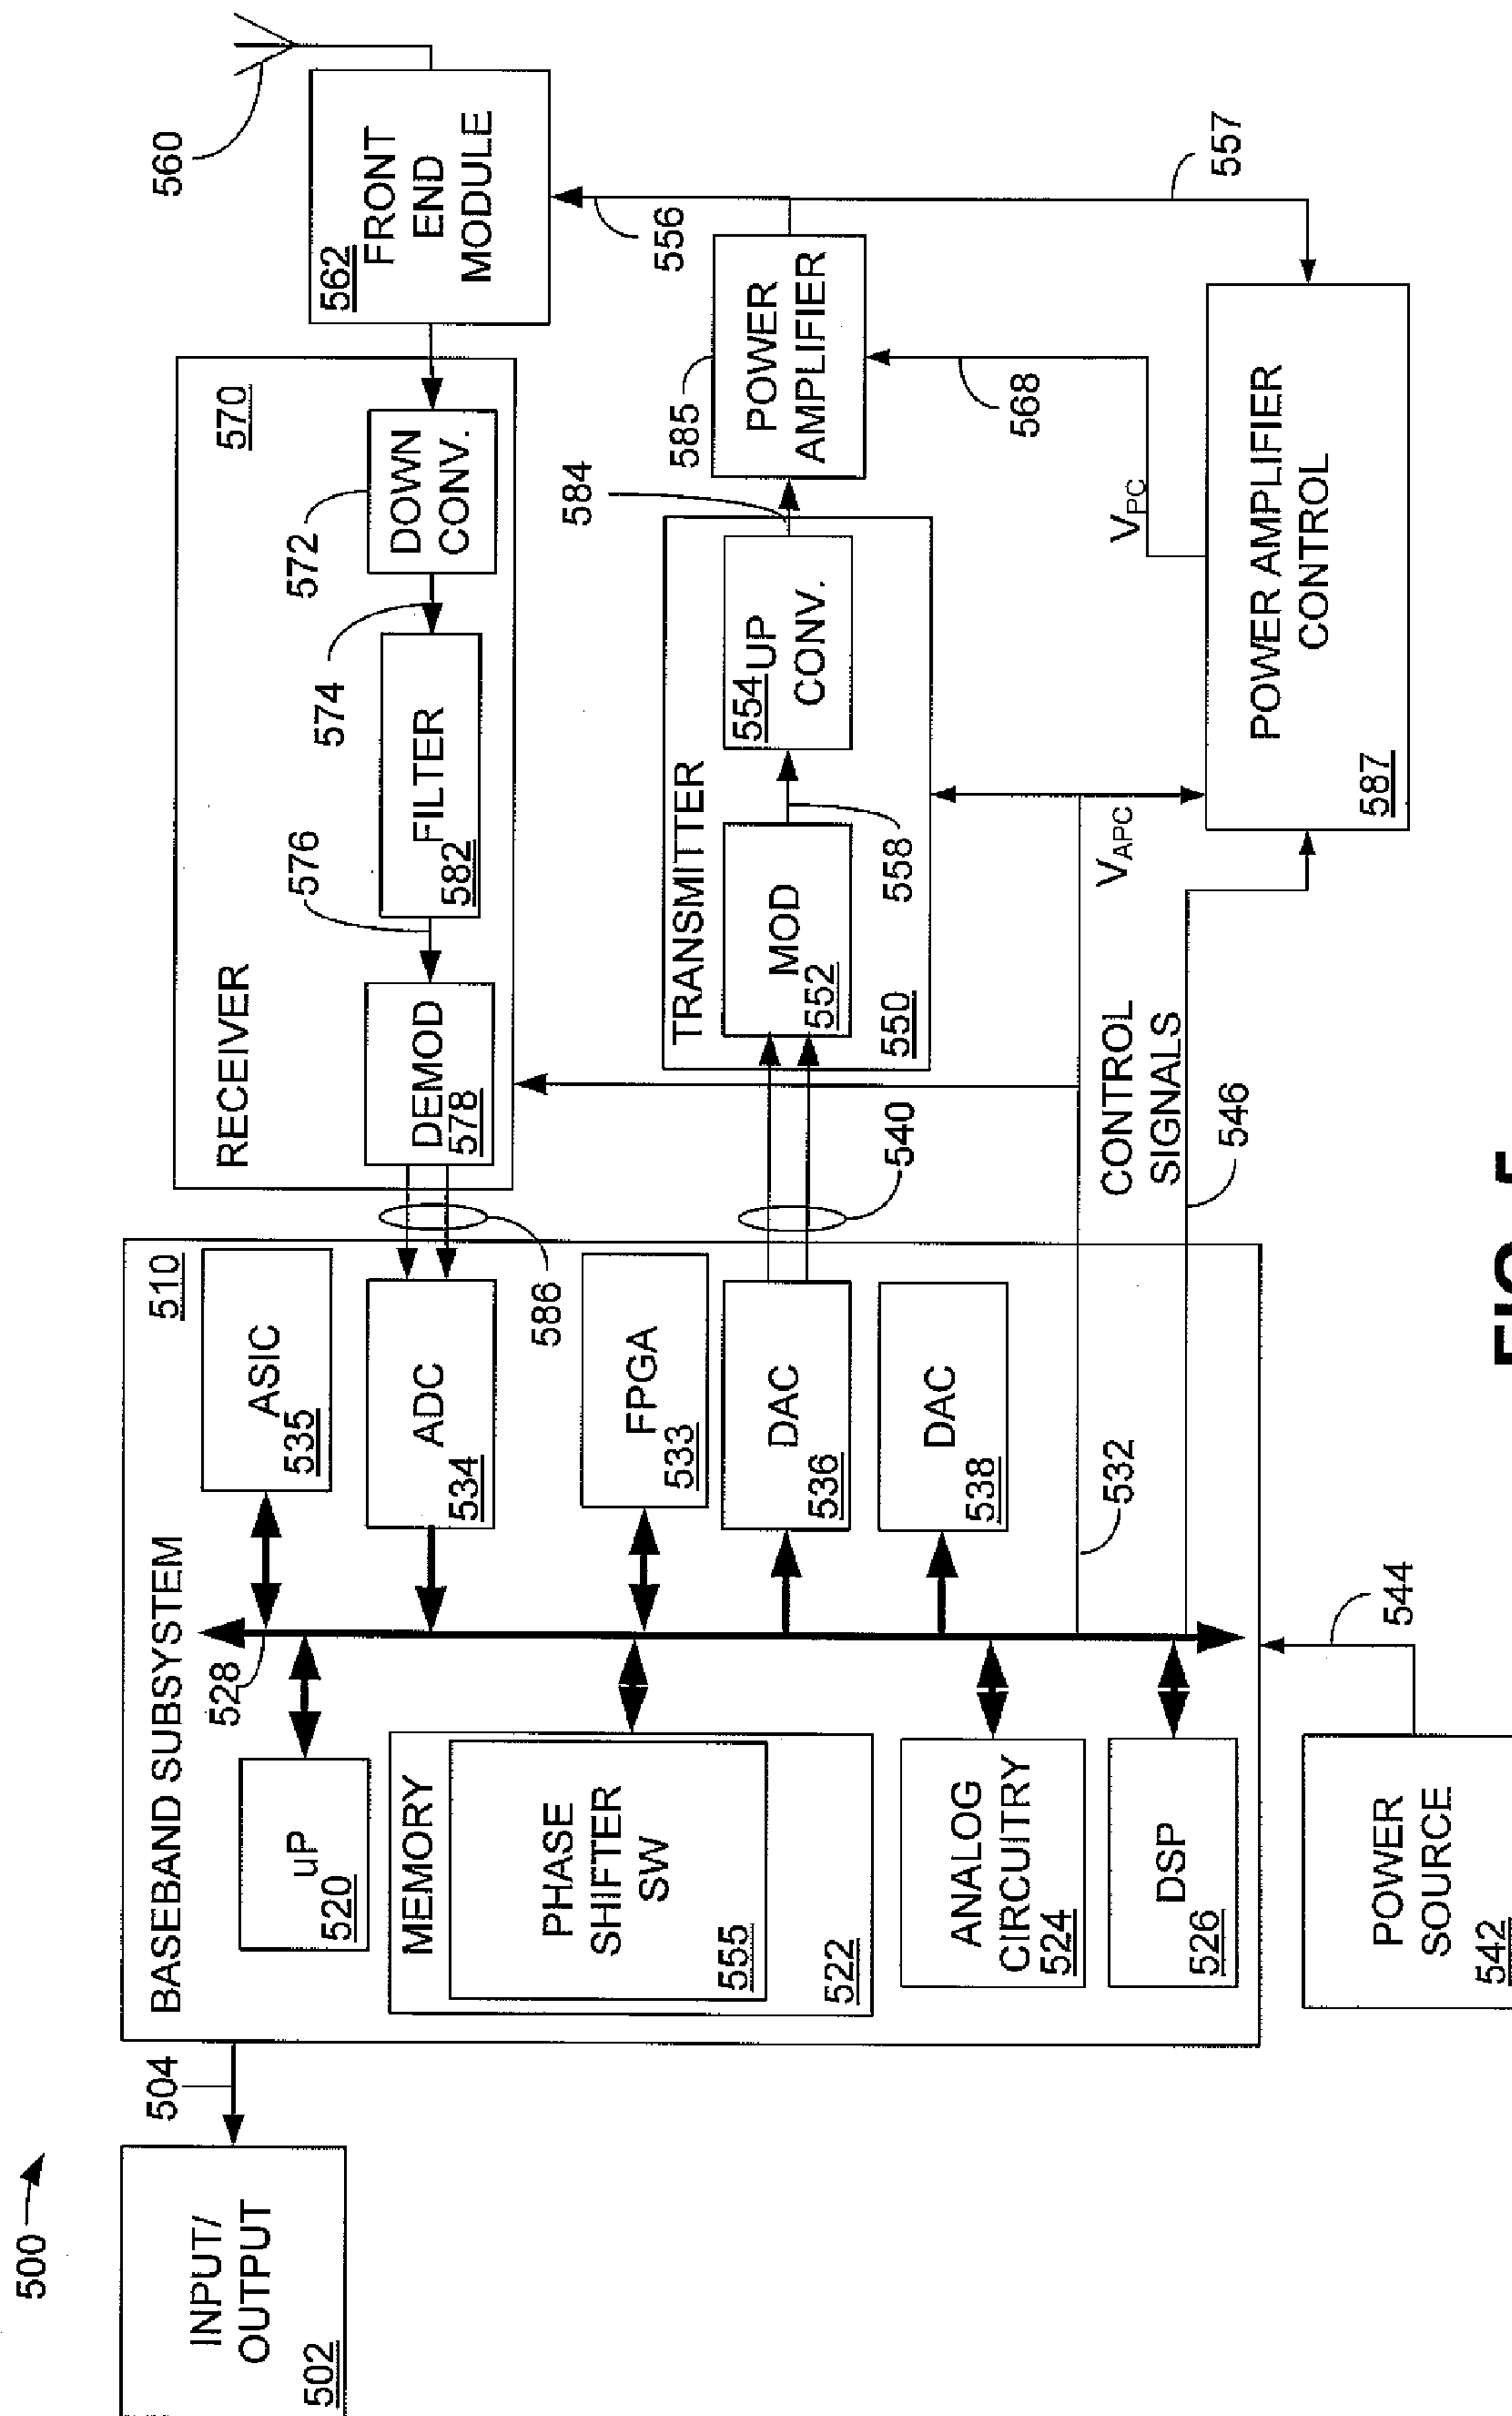 500
INPUT/
OUTPUT
502
504
BASEBAND SUBSYSTEM
510
528
uP
520
MEMORY
PHASE
SHIFTER
SW
555
522
ANALOG
CIRCUITRY
524
DSP
526
ASIC
535
ADC
534
FPGA
533
DAC
536
DAC
538
532
POWER
SOURCE
542
544
586
540
CONTROL
SIGNALS
546
RECEIVER
570
DEMOD
578
576
FILTER
582
574
572
DOWN
CONV.
TRANSMITTER
550
MOD
552
558
554 UP
CONV.
584
585
POWER
AMPLIFIER
556
568
557
VPC
VAPC
POWER AMPLIFIER
CONTROL
587
562
FRONT
END
MODULE
560